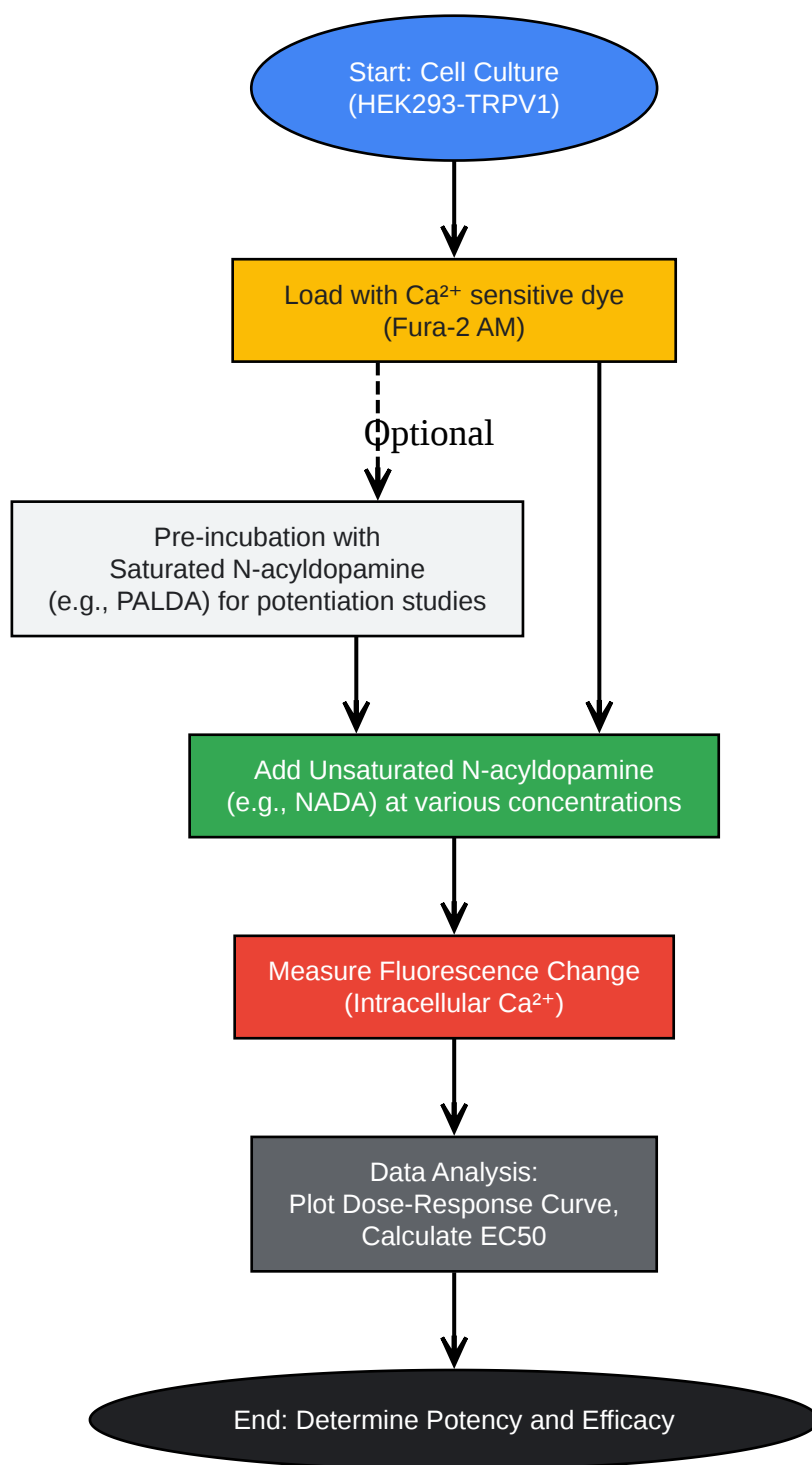 Start: Cell Culture
(HEK293-TRPV1)
Load with Ca²⁺ sensitive dye
(Fura-2 AM)
Optional
Pre-incubation with
Saturated N-acyldopamine
(e.g., PALDA) for potentiation studies
Add Unsaturated N-acyldopamine
(e.g., NADA) at various concentrations
Measure Fluorescence Change
(Intracellular Ca²⁺)
Data Analysis:
Plot Dose-Response Curve,
Calculate EC50
End: Determine Potency and Efficacy